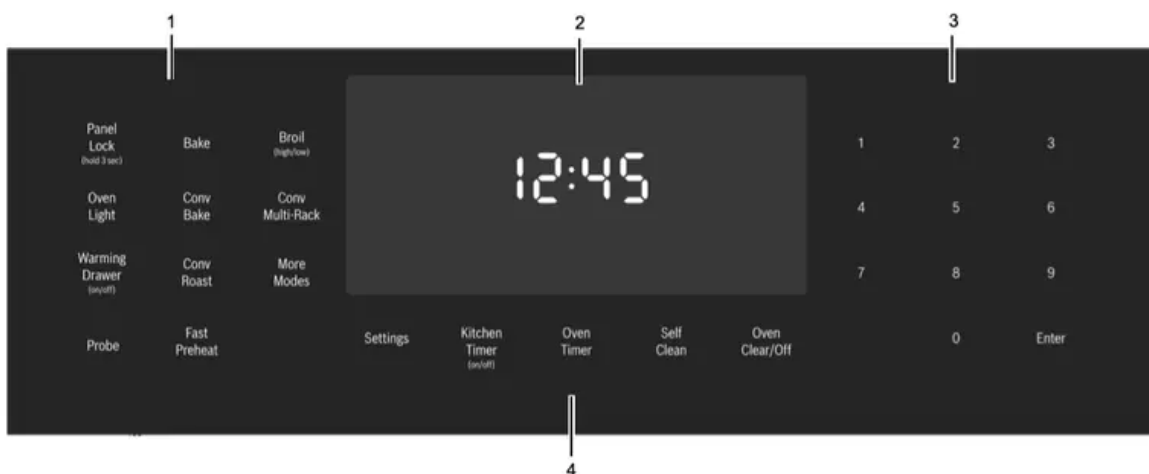 1
2
3
Panel
Lock
(hold 3 sec)
Bake
Broil
(high/low)
Oven
Light
Conv
Bake
Conv
Multi-Rack
Warming
Drawer
(on/off)
Conv
Roast
More
Modes
Probe
Fast
Preheat
12:45
Settings
Kitchen
Timer
(on/off)
Oven
Timer
Self
Clean
Oven
Clear/Off
1 2 3
4 5 6
7 8 9
0 Enter
4